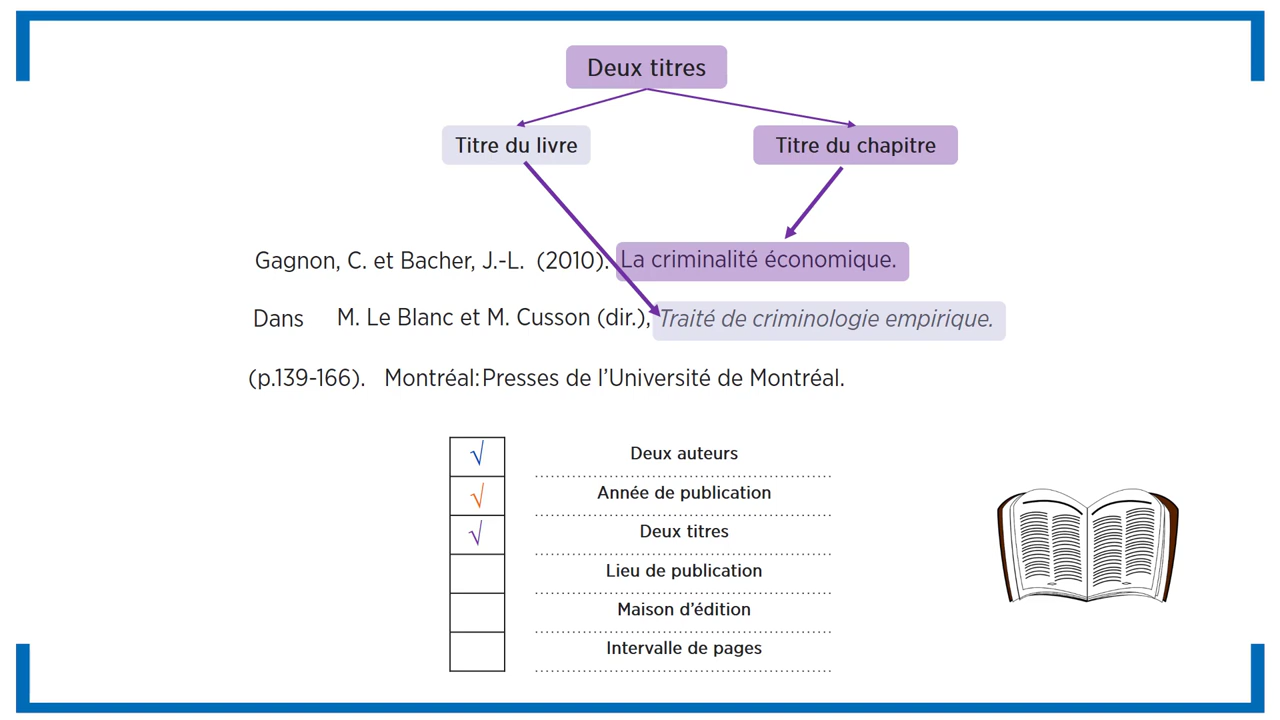 Deux titres
Titre du livre
Titre du chapitre
Gagnon, C. et Bacher, J.-L. (2010). La criminalité économique.
Dans M. Le Blanc et M. Cusson (dir.), Traité de criminologie empirique.
(p.139-166). Montréal:Presses de l'Université de Montréal.
√ Deux auteurs
√ Année de publication
√ Deux titres
Lieu de publication
Maison d'édition
Intervalle de pages